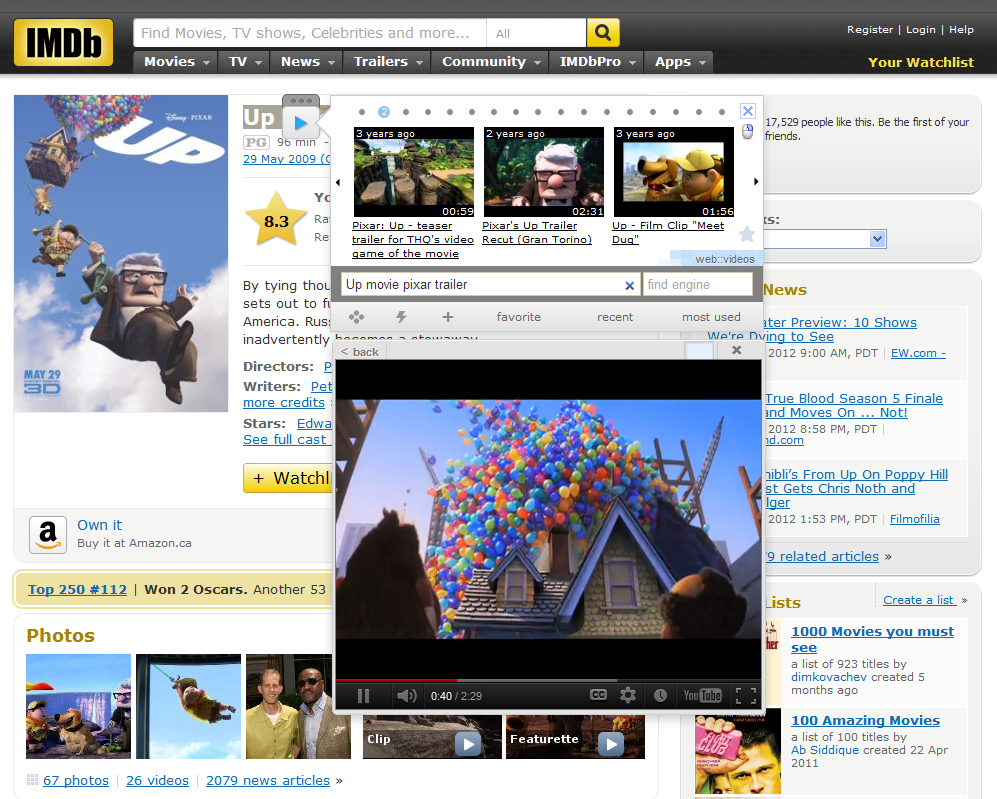 IMDb
Find Movies, TV shows, Celebrities and more...
All
Register | Login | Help
Movies
TV
News
Trailers
Community
IMDbPro
Apps
Your Watchlist
Disney · PIXAR
UP
MAY 29
3D
Up
PG 96 min -
29 May 2009 (
8.3
By tying thou
sets out to fu
America. Rus
inadvertently becomes a stowaway
Directors:
Writers: Pet
more credits
Stars: Edwa
See full cast
+ Watchli
2
3 years ago
2 years ago
3 years ago
00:59
02:31
01:56
Pixar: Up - teaser
trailer for THQ's video
game of the movie
Pixar's Up Trailer
Recut (Gran Torino)
Up - Film Clip "Meet
Dug"
web::videos
Up movie pixar trailer
find engine
favorite
recent
most used
< back
0:40 / 2:29
CC
YouTube
17,529 people like this. Be the first of your
friends.
ks:
News
ater Preview: 10 Shows
We're Dying to See
2012 9:00 AM, PDT | EW.com -
True Blood Season 5 Finale
and Moves On ... Not!
2012 8:58 PM, PDT |
nd.com
hibli's From Up On Poppy Hill
st Gets Chris Noth and
lger
2012 1:53 PM, PDT | Filmofilia
9 related articles »
Lists
Create a list »
1000 Movies you must
see
a list of 923 titles by
dimkovachev created 5
months ago
100 Amazing Movies
a list of 100 titles by
Ab Siddique created 22 Apr
2011
a
Own it
Buy it at Amazon.ca
Top 250 #112 | Won 2 Oscars. Another 53
Photos
Clip
Featurette
67 photos | 26 videos | 2079 news articles »